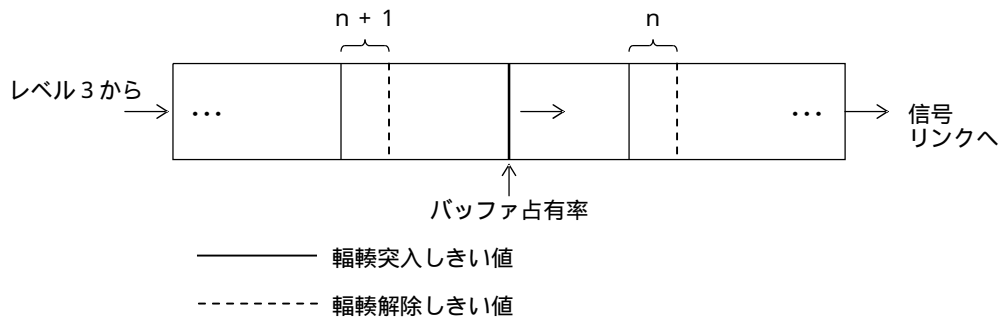 n + 1
n
レベル3から
...
...
信号
リンクへ
バッファ占有率
輻輳突入しきい値
輻輳解除しきい値